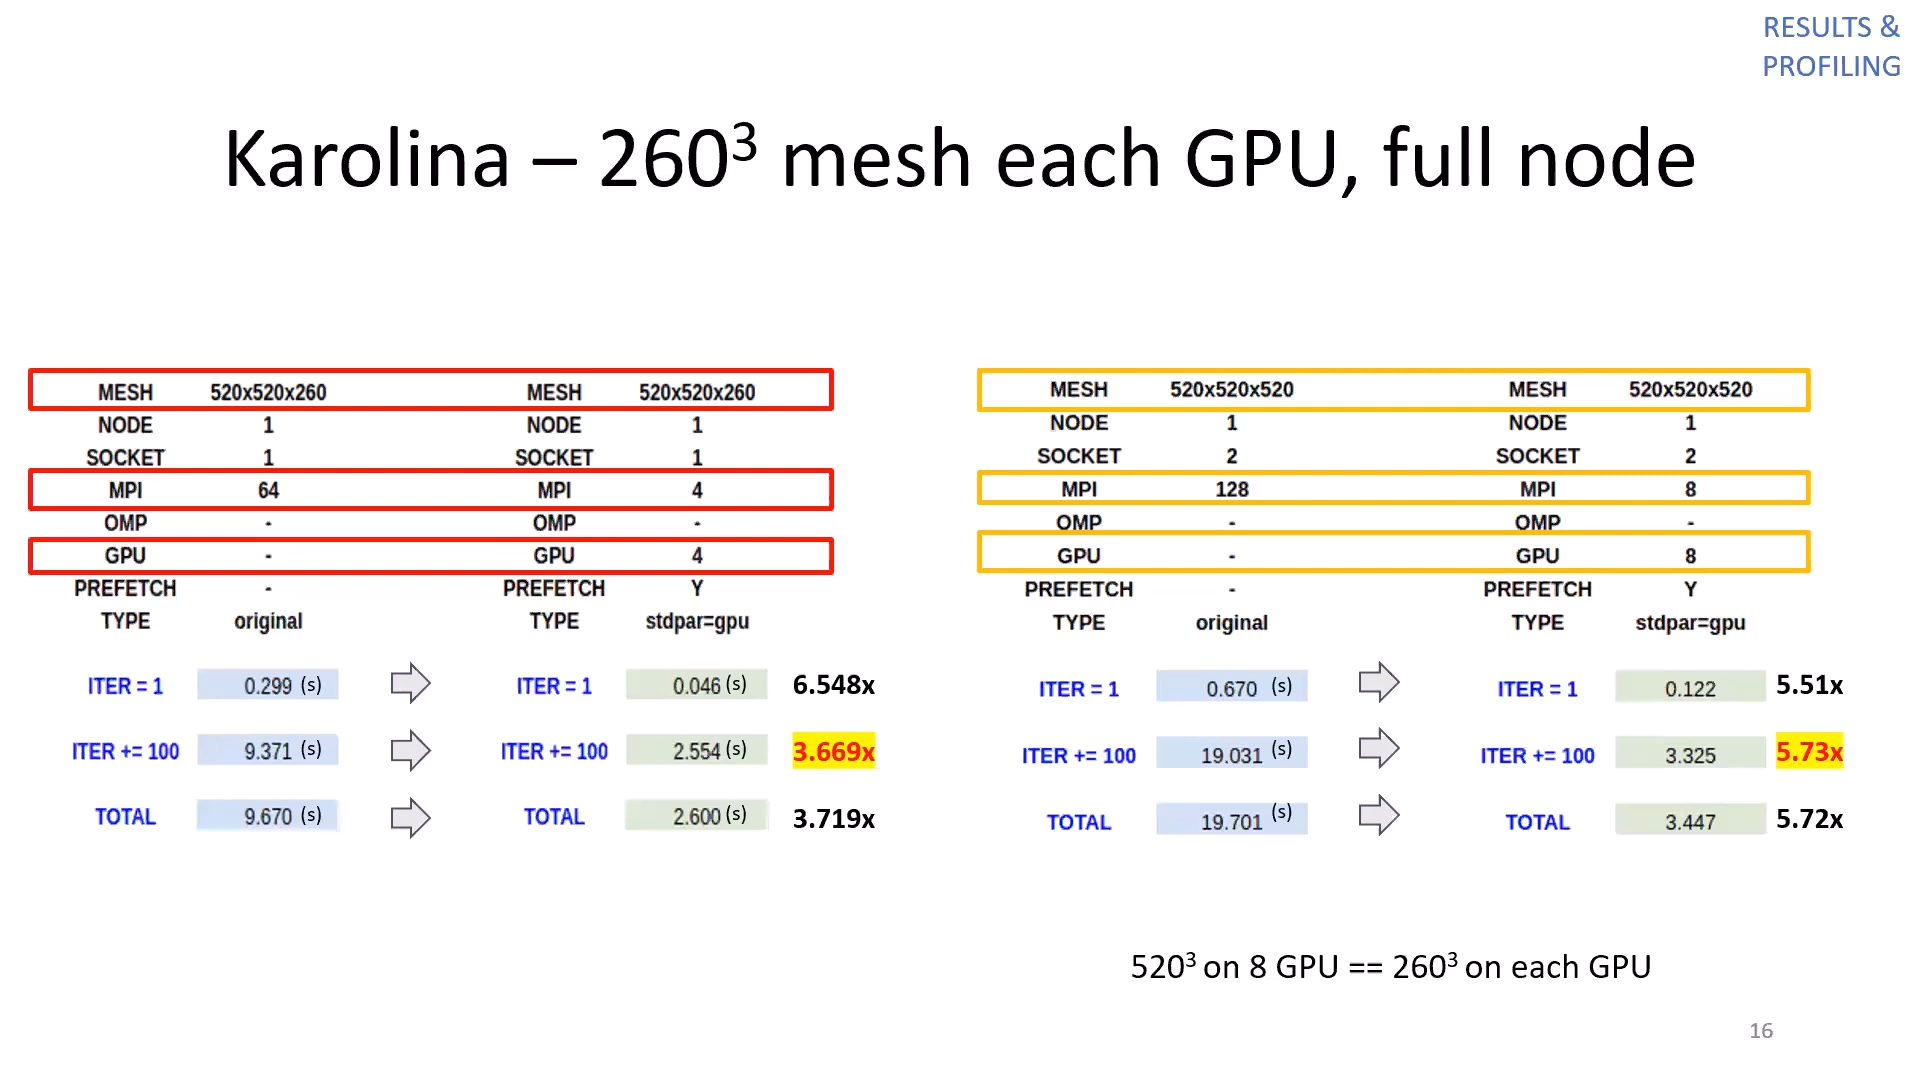 RESULTS &
PROFILING
Karolina – 260³ mesh each GPU, full node
MESH 520x520x260 MESH 520x520x260
NODE 1 NODE 1
SOCKET 1 SOCKET 1
MPI 64 MPI 4
OMP - OMP -
GPU - GPU 4
PREFETCH - PREFETCH Y
TYPE original TYPE stdpar=gpu
ITER = 1 0.299 (s) ITER = 1 0.046 (s) 6.548x
ITER += 100 9.371 (s) ITER += 100 2.554 (s) 3.669x
TOTAL 9.670 (s) TOTAL 2.600 (s) 3.719x
MESH 520x520x520 MESH 520x520x520
NODE 1 NODE 1
SOCKET 2 SOCKET 2
MPI 128 MPI 8
OMP - OMP -
GPU - GPU 8
PREFETCH - PREFETCH Y
TYPE original TYPE stdpar=gpu
ITER = 1 0.670 (s) ITER = 1 0.122 5.51x
ITER += 100 19.031 (s) ITER += 100 3.325 5.73x
TOTAL 19.701 (s) TOTAL 3.447 5.72x
520³ on 8 GPU == 260³ on each GPU
16